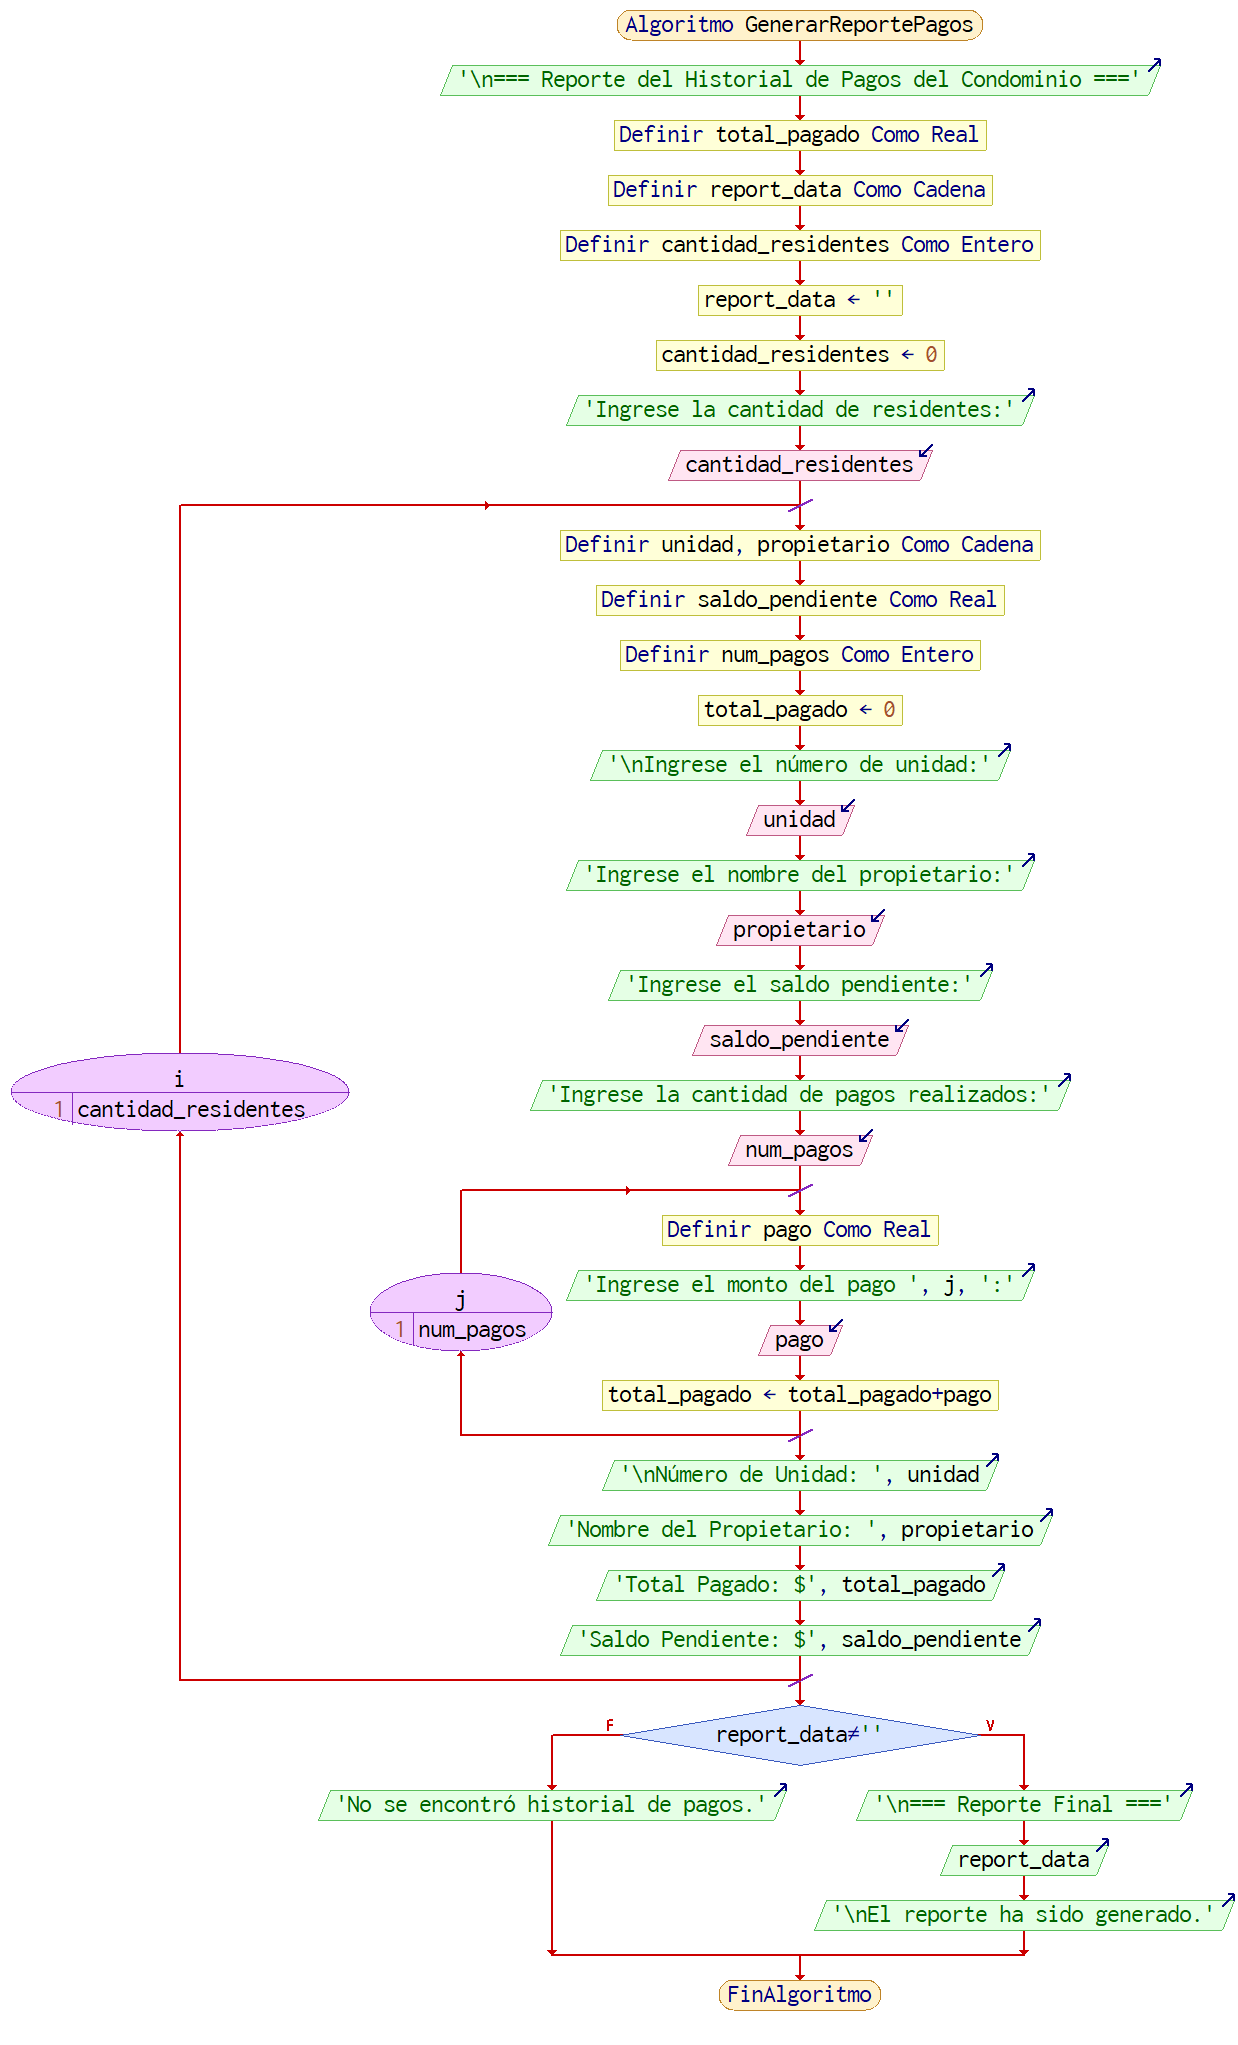 Algoritmo GenerarReportePagos
'\n=== Reporte del Historial de Pagos del Condominio ==='
Definir total_pagado Como Real
Definir report_data Como Cadena
Definir cantidad_residentes Como Entero
report_data ← ''
cantidad_residentes ← 0
'Ingrese la cantidad de residentes:'
cantidad_residentes
Definir unidad, propietario Como Cadena
Definir saldo_pendiente Como Real
Definir num_pagos Como Entero
total_pagado ← 0
'\nIngrese el número de unidad:'
unidad
'Ingrese el nombre del propietario:'
propietario
'Ingrese el saldo pendiente:'
saldo_pendiente
i
1 cantidad_residentes
'Ingrese la cantidad de pagos realizados:'
num_pagos
Definir pago Como Real
'Ingrese el monto del pago ', j, ':'
j
1 num_pagos
pago
total_pagado ← total_pagado+pago
'\nNúmero de Unidad: ', unidad
'Nombre del Propietario: ', propietario
'Total Pagado: $', total_pagado
'Saldo Pendiente: $', saldo_pendiente
F
V
report_data≠''
'No se encontró historial de pagos.'
'\n=== Reporte Final ==='
report_data
'\nEl reporte ha sido generado.'
FinAlgoritmo